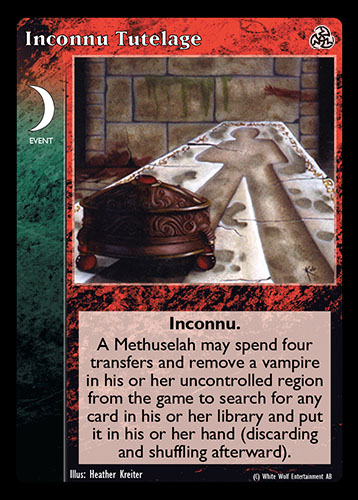 Inconnu Tutelage
EVENT
Inconnu.
A Methuselah may spend four
transfers and remove a vampire
in his or her uncontrolled region
from the game to search for any
card in his or her library and put
it in his or her hand (discarding
and shuffling afterward).
Illus: Heather Kreiter
(C) White Wolf Entertainment AB